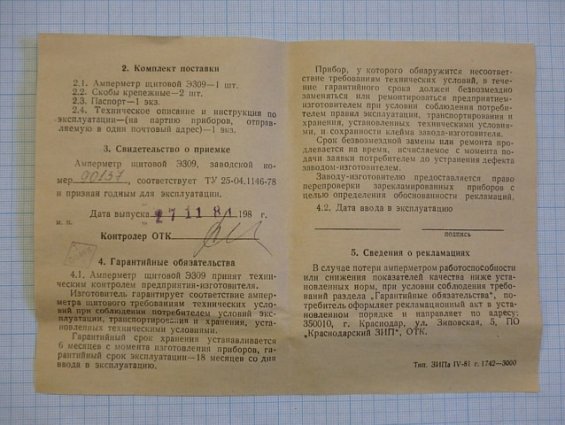 2. Комплект поставки
2.1. Амперметр щитовой Э309—1 шт.
2.2. Скобы крепежные—2 шт.
2.3. Паспорт—1 экз.
2.4. Техническое описание и инструкция по
эксплуатации—(на партию приборов, отправ-
ляемую в один почтовый адрес)—1 экз.
3. Свидетельство о приемке
Амперметр щитовой Э309, заводской но-
мер 00137, соответствует ТУ 25-04.1146-78
и признан годным для эксплуатации.
Дата выпуска 27 11 81 198 г.
м. п.
Контролер ОТК
4. Гарантийные обязательства
4.1. Амперметр щитовой Э309 принят техни-
ческим контролем предприятия-изготовителя.
Изготовитель гарантирует соответствие ампер-
метра щитового требованиям технических усло-
вий при соблюдении потребителем условий экс-
плуатации, транспортирования и хранения, уста-
новленных техническими условиями.
Гарантийный срок хранения устанавливается
6 месяцев с момента изготовления приборов, га-
рантийный срок эксплуатации—18 месяцев со дня
ввода в эксплуатацию.
Прибор, у которого обнаружится несоответ-
ствие требованиям технических условий, в тече-
ние гарантийного срока должен безвозмездно
заменяться или ремонтироваться предприятием-
изготовителем при условии соблюдения потребите-
лем правил эксплуатации, транспортирования и
хранения, установленных техническими условия-
ми, и сохранности клейма завода-изготовителя.
Срок безвозмездной замены или ремонта про-
длевается на время, исчисляемое с момента по-
дачи заявки потребителем до устранения дефекта
заводом-изготовителем.
Заводу-изготовителю предоставляется право
перепроверки зарекламированных приборов с
целью определения обоснованности рекламаций.
4.2. Дата ввода в эксплуатацию
подпись
5. Сведения о рекламациях
В случае потери амперметром работоспособности
или снижения показателей качества ниже уста-
новленных норм, при условии соблюдения требо-
ваний раздела „Гарантийные обязательства“, по-
требитель оформляет рекламационный акт в уста-
новленном порядке и направляет по адресу:
350010, г. Краснодар, ул. Зиповская, 5, ПО
„Краснодарский ЗИП“, ОТК.
Тип. ЗИПа IV-81 г. 1742—3000